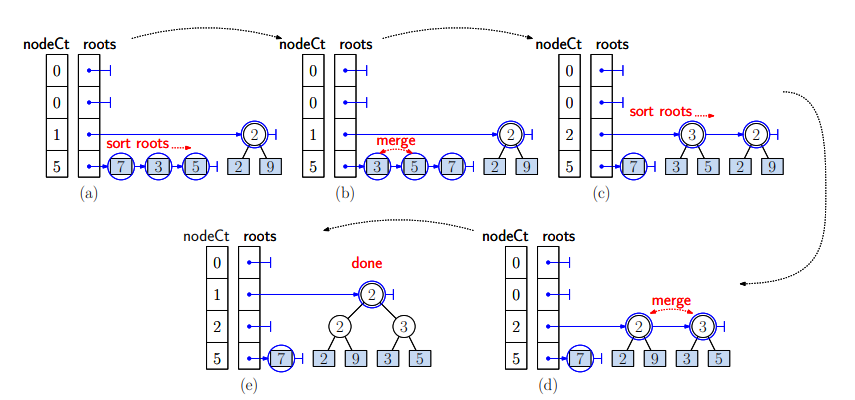 nodeCt roots nodeCt roots nodeCt roots
0 0 0
0 0 sort roots 0
1 2 1 2 2 3 2
sort roots merge
5 7 3 5 2 9 5 3 5 7 2 9 5 7 3 5 2 9
(a) (b) (c)
nodeCt roots nodeCt roots
0 done 0
1 2 0 merge
2 2 3 2 2 3
5 7 2 9 3 5 5 7 2 9 3 5
(e) (d)